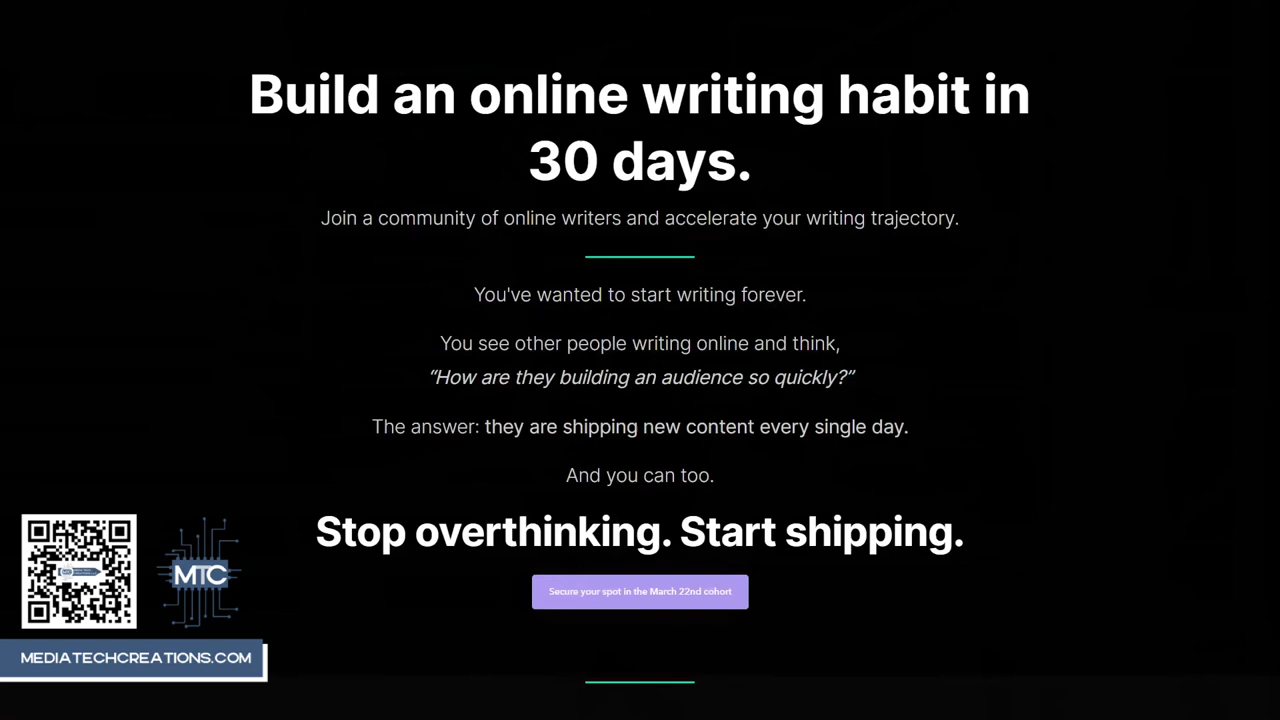 Build an online writing habit in
30 days.
Join a community of online writers and accelerate your writing trajectory.
You've wanted to start writing forever.
You see other people writing online and think,
“How are they building an audience so quickly?”
The answer: they are shipping new content every single day.
And you can too.
Stop overthinking. Start shipping.
Secure your spot in the March 22nd cohort
MTC
MEDIATECHCREATIONS.COM